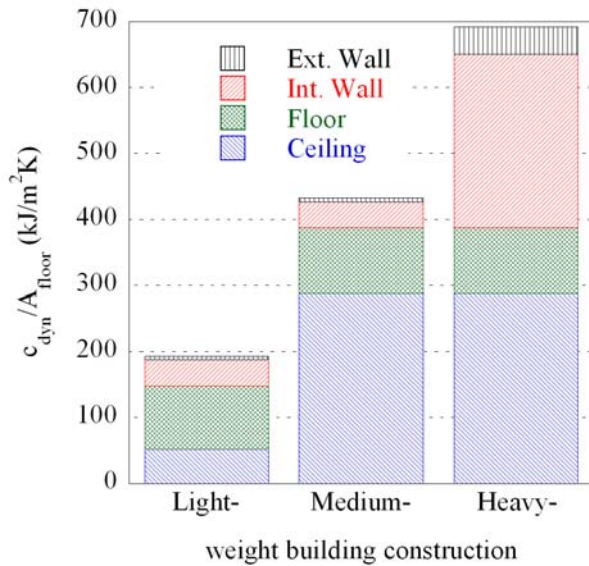 700
600
500
400
300
200
100
0
c_dyn/A_floor (kJ/m²K)
Ext. Wall
Int. Wall
Floor
Ceiling
Light- Medium- Heavy-
weight building construction